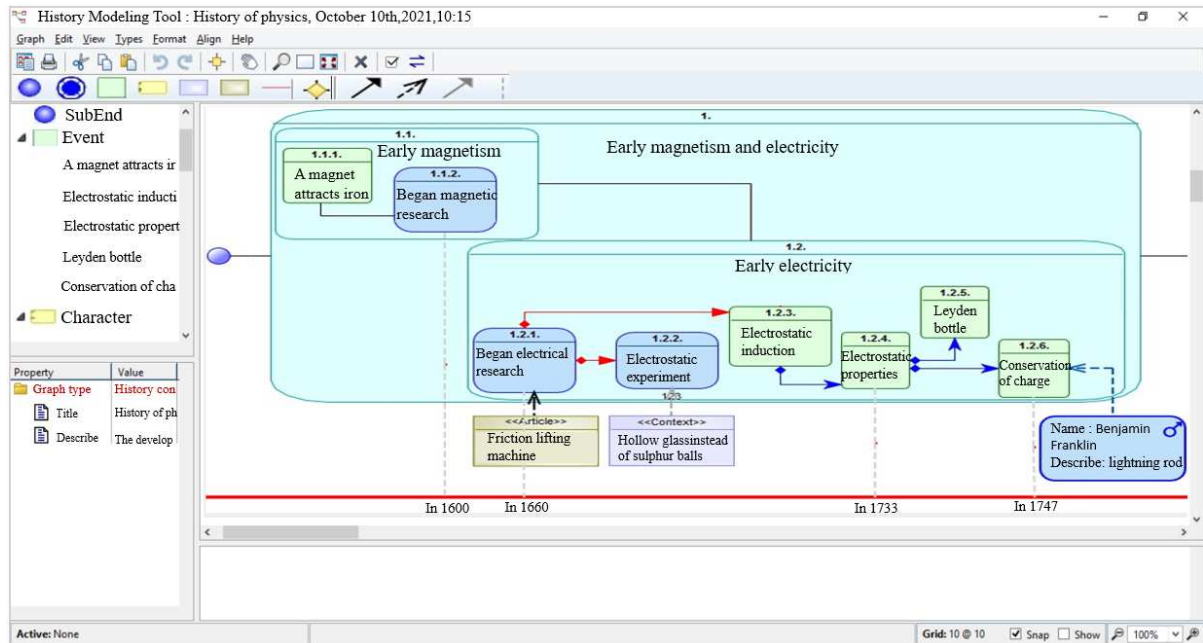 History Modeling Tool : History of physics, October 10th,2021,10:15
Graph Edit View Types Format Align Help
SubEnd
Event
A magnet attracts ir
Electrostatic inducti
Electrostatic propert
Leyden bottle
Conservation of cha
Character
Property Value
Graph type History con
Title History of ph
Describe The develop
1.
Early magnetism and electricity
1.1.
Early magnetism
1.1.1.
A magnet
attracts iron
1.1.2.
Began magnetic
research
1.2.
Early electricity
1.2.1.
Began electrical
research
1.2.2.
Electrostatic
experiment
1.2.3.
Electrostatic
induction
1.2.4.
Electrostatic
properties
1.2.5.
Leyden
bottle
1.2.6.
Conservation
of charge
123
<<Article>>
Friction lifting
machine
<<Context>>
Hollow glassinstead
of sulphur balls
Name : Benjamin
Franklin
Describe: lightning rod
In 1600 In 1660 In 1733 In 1747
Active: None Grid: 10 @ 10 Snap Show 100%